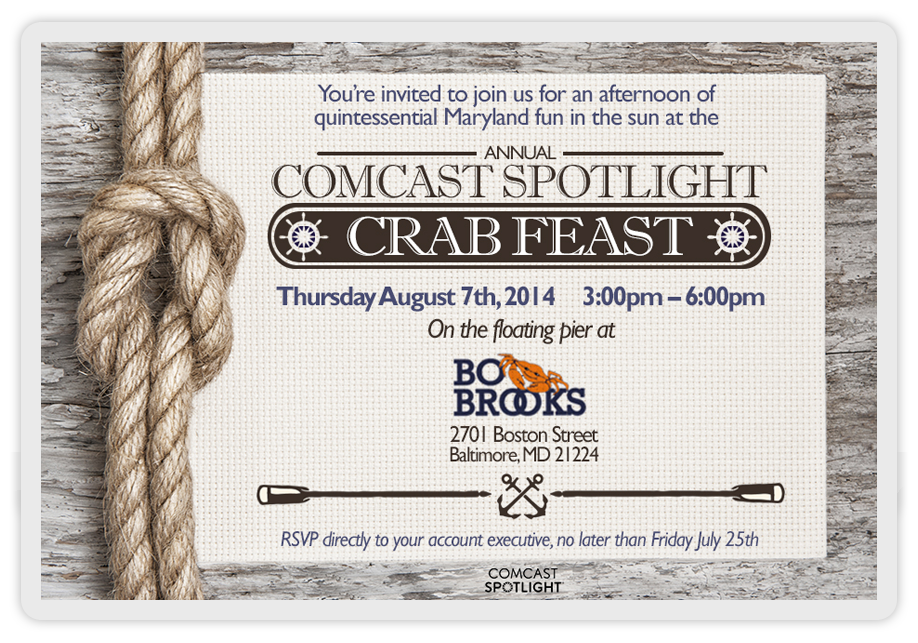 You're invited to join us for an afternoon of
quintessential Maryland fun in the sun at the
ANNUAL
COMCAST SPOTLIGHT
CRAB FEAST
Thursday August 7th, 2014 3:00pm – 6:00pm
On the floating pier at
BO
BROOKS
2701 Boston Street
Baltimore, MD 21224
RSVP directly to your account executive, no later than Friday July 25th
COMCAST
SPOTLIGHT